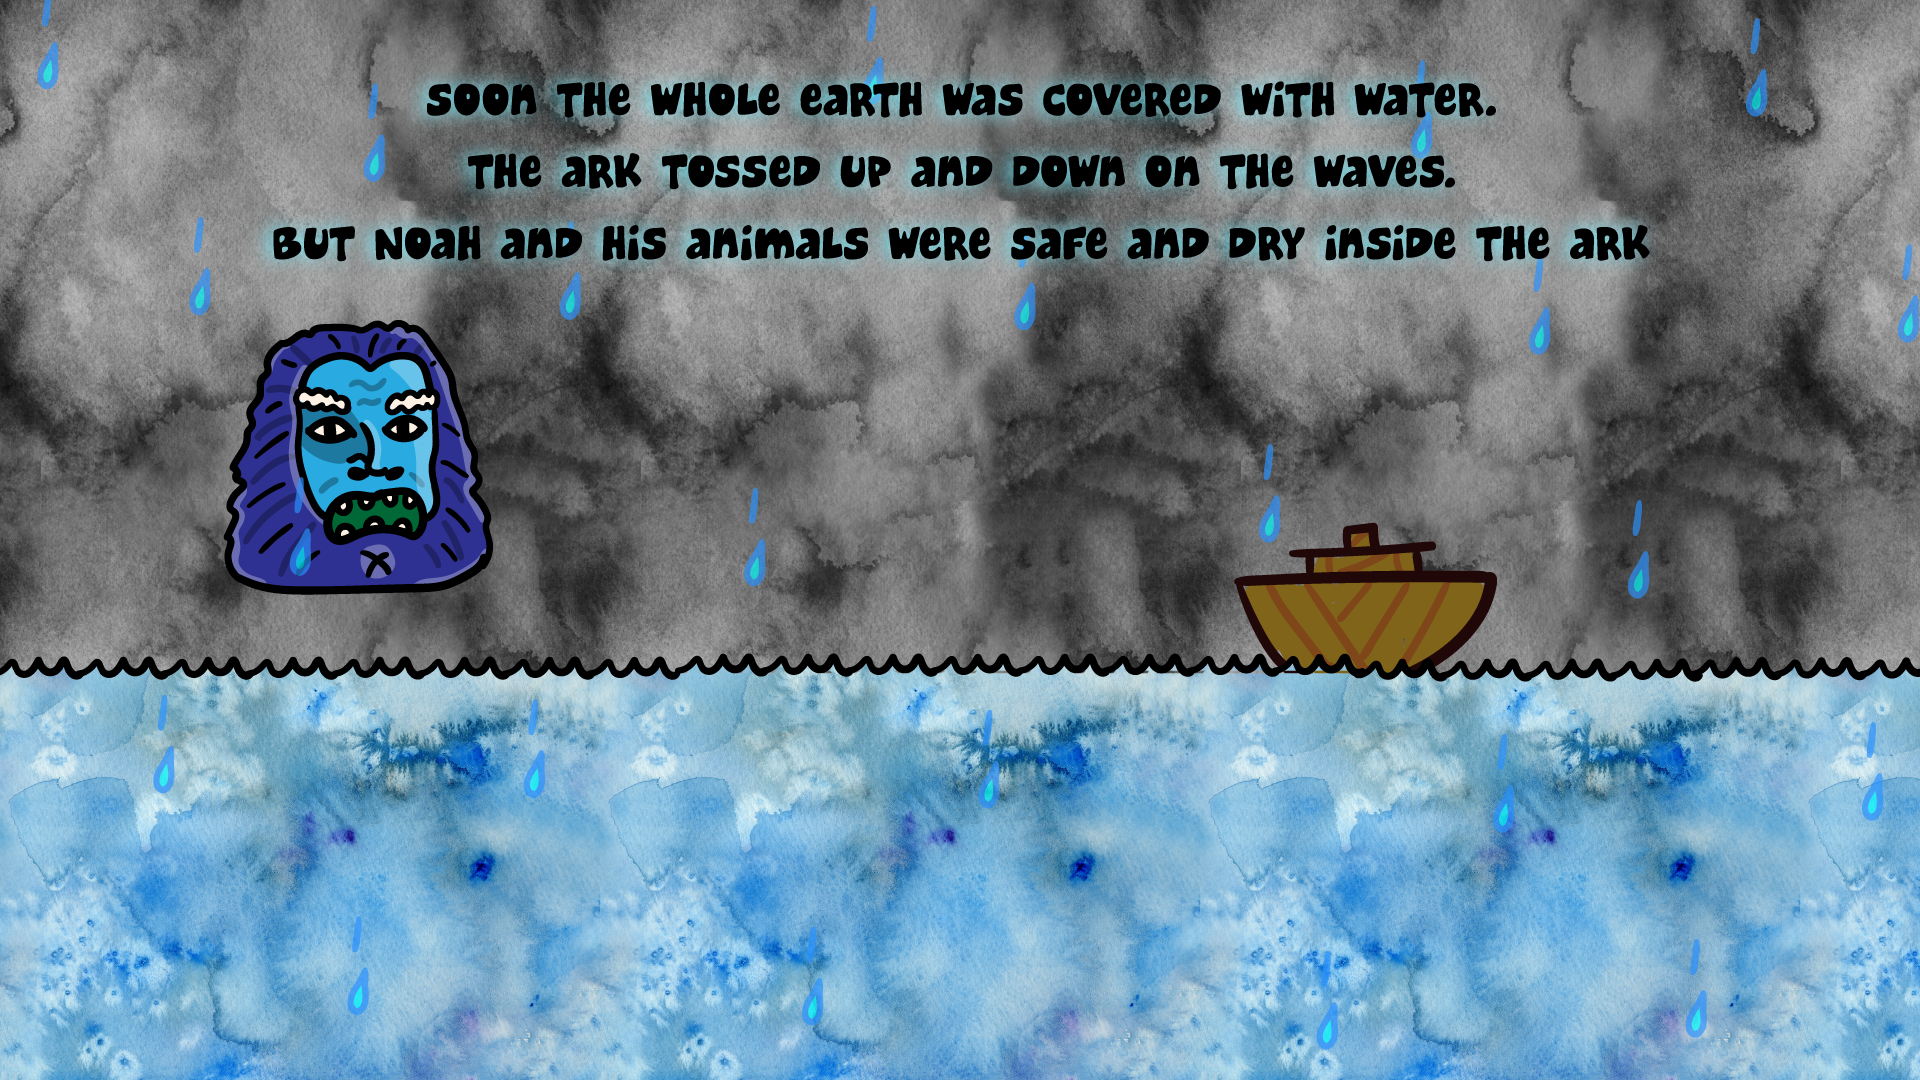 SOON THE WHOLE EARTH WAS COVERED WITH WATER.
THE ARK TOSSED UP AND DOWN ON THE WAVES.
BUT NOAH AND HIS ANIMALS WERE SAFE AND DRY INSIDE THE ARK